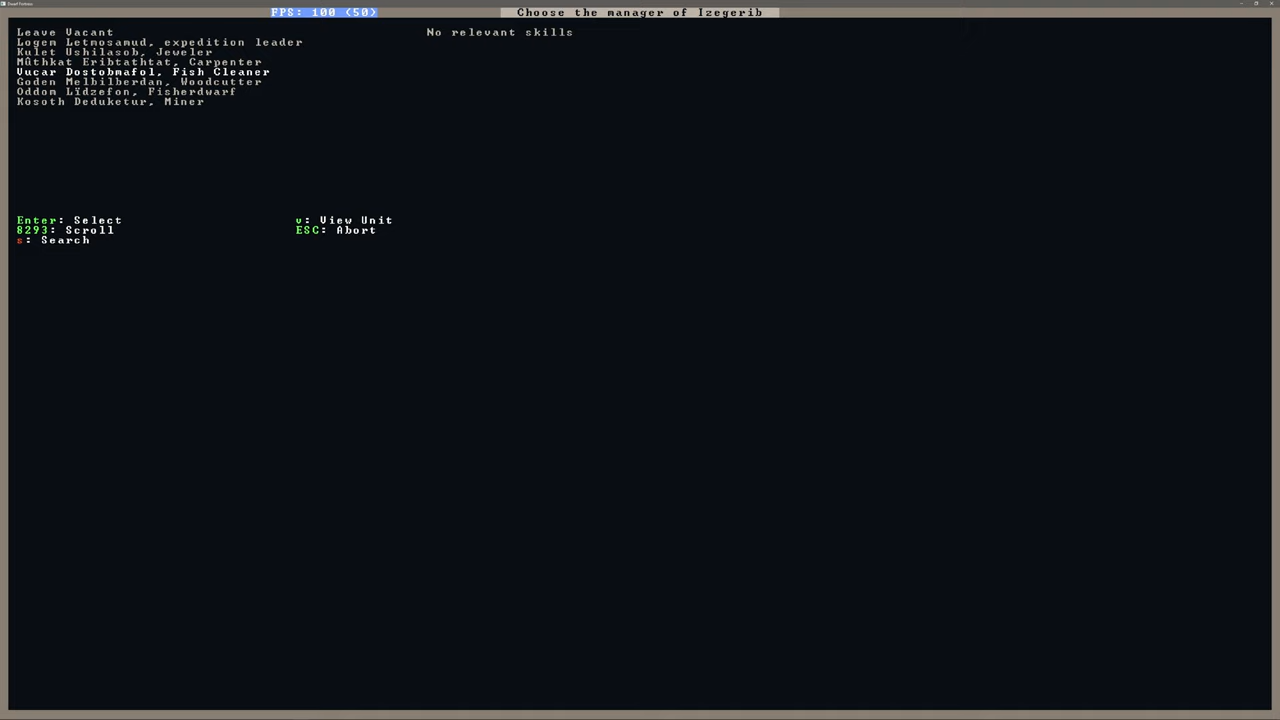 Dwarf Fortress
FPS: 100 (50)
Choose the manager of Izegerib
Leave Vacant
No relevant skills
Logem Letmosamud, expedition leader
Kulet Ushilasob, Jeweler
Mûthkat Eribtathtat, Carpenter
Vucar Dostobmafol, Fish Cleaner
Goden Melbilberdan, Woodcutter
Oddom Lïdzefon, Fisherdwarf
Kosoth Deduketur, Miner
Enter: Select
v: View Unit
8293: Scroll
ESC: Abort
s: Search